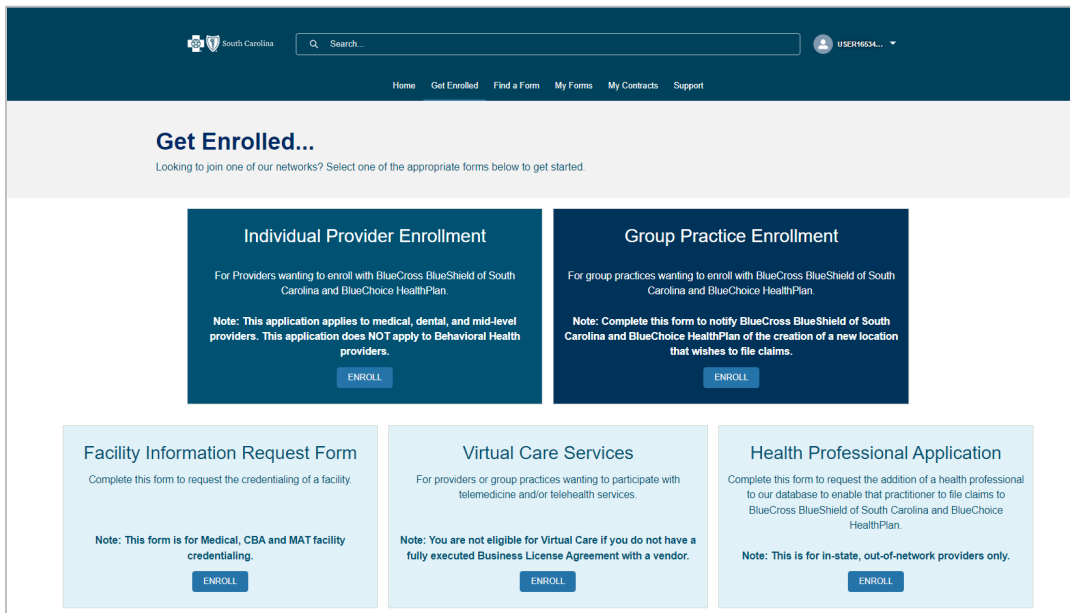 South Carolina
Search...
USER16534...
Home Get Enrolled Find a Form My Forms My Contracts Support
Get Enrolled...
Looking to join one of our networks? Select one of the appropriate forms below to get started.
Individual Provider Enrollment
For Providers wanting to enroll with BlueCross BlueShield of South
Carolina and BlueChoice HealthPlan.
Note: This application applies to medical, dental, and mid-level
providers. This application does NOT apply to Behavioral Health
providers.
ENROLL
Group Practice Enrollment
For group practices wanting to enroll with BlueCross BlueShield of South
Carolina and BlueChoice HealthPlan.
Note: Complete this form to notify BlueCross BlueShield of South
Carolina and BlueChoice HealthPlan of the creation of a new location
that wishes to file claims.
ENROLL
Facility Information Request Form
Complete this form to request the credentialing of a facility.
Note: This form is for Medical, CBA and MAT facility
credentialing.
ENROLL
Virtual Care Services
For providers or group practices wanting to participate with
telemedicine and/or telehealth services.
Note: You are not eligible for Virtual Care if you do not have a
fully executed Business License Agreement with a vendor.
ENROLL
Health Professional Application
Complete this form to request the addition of a health professional
to our database to enable that practitioner to file claims to
BlueCross BlueShield of South Carolina and BlueChoice
HealthPlan.
Note: This is for in-state, out-of-network providers only.
ENROLL